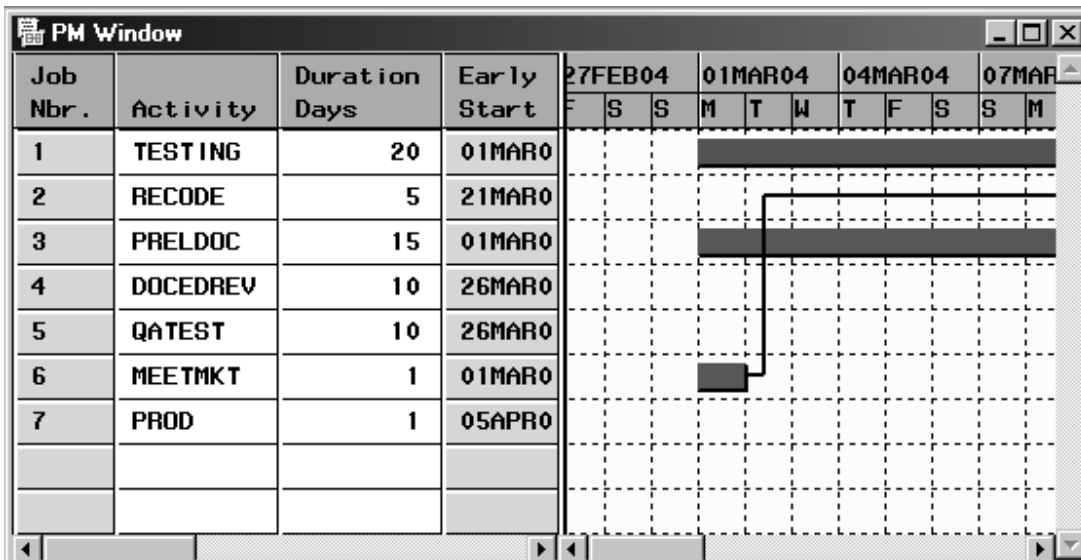 PM Window
Job Nbr. Activity Duration Days Early Start 27FEB04 01MAR04 04MAR04 07MAR
F S S M T W T F S S M
1 TESTING 20 01MAR0
2 RECODE 5 21MAR0
3 PRELDOC 15 01MAR0
4 DOCEDREV 10 26MAR0
5 QATEST 10 26MAR0
6 MEETMKT 1 01MAR0
7 PROD 1 05APR0